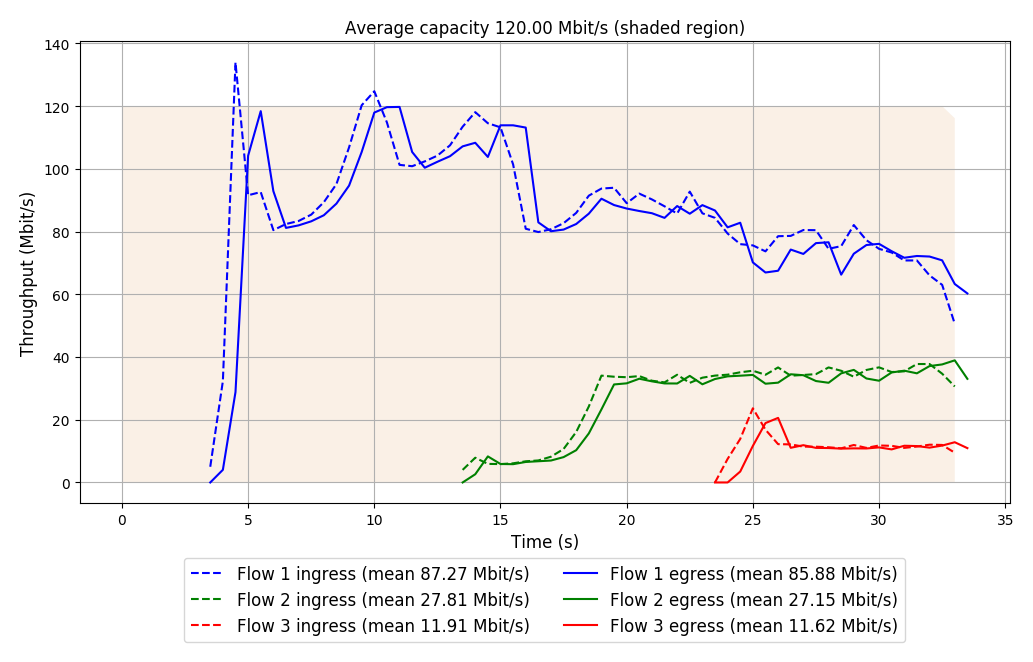 Average capacity 120.00 Mbit/s (shaded region)
140
120
100
80
60
40
20
0
Throughput (Mbit/s)
0 5 10 15 20 25 30 35
Time (s)
Flow 1 ingress (mean 87.27 Mbit/s) Flow 1 egress (mean 85.88 Mbit/s)
Flow 2 ingress (mean 27.81 Mbit/s) Flow 2 egress (mean 27.15 Mbit/s)
Flow 3 ingress (mean 11.91 Mbit/s) Flow 3 egress (mean 11.62 Mbit/s)